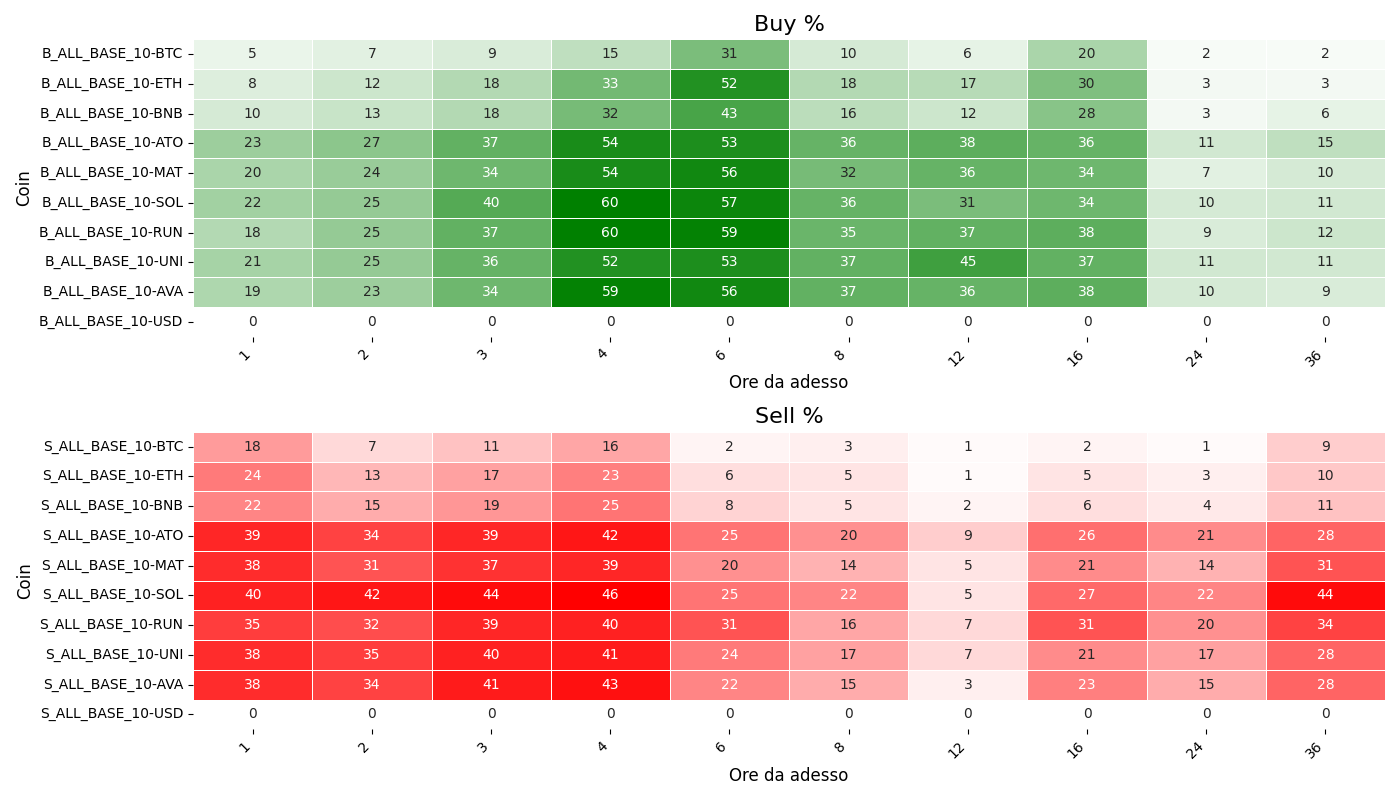 Buy %
Coin
B_ALL_BASE_10-BTC 5 7 9 15 31 10 6 20 2 2
B_ALL_BASE_10-ETH 8 12 18 33 52 18 17 30 3 3
B_ALL_BASE_10-BNB 10 13 18 32 43 16 12 28 3 6
B_ALL_BASE_10-ATO 23 27 37 54 53 36 38 36 11 15
B_ALL_BASE_10-MAT 20 24 34 54 56 32 36 34 7 10
B_ALL_BASE_10-SOL 22 25 40 60 57 36 31 34 10 11
B_ALL_BASE_10-RUN 18 25 37 60 59 35 37 38 9 12
B_ALL_BASE_10-UNI 21 25 36 52 53 37 45 37 11 11
B_ALL_BASE_10-AVA 19 23 34 59 56 37 36 38 10 9
B_ALL_BASE_10-USD 0 0 0 0 0 0 0 0 0 0
1 2 3 4 6 8 12 16 24 36
Ore da adesso
Sell %
Coin
S_ALL_BASE_10-BTC 18 7 11 16 2 3 1 2 1 9
S_ALL_BASE_10-ETH 24 13 17 23 6 5 1 5 3 10
S_ALL_BASE_10-BNB 22 15 19 25 8 5 2 6 4 11
S_ALL_BASE_10-ATO 39 34 39 42 25 20 9 26 21 28
S_ALL_BASE_10-MAT 38 31 37 39 20 14 5 21 14 31
S_ALL_BASE_10-SOL 40 42 44 46 25 22 5 27 22 44
S_ALL_BASE_10-RUN 35 32 39 40 31 16 7 31 20 34
S_ALL_BASE_10-UNI 38 35 40 41 24 17 7 21 17 28
S_ALL_BASE_10-AVA 38 34 41 43 22 15 3 23 15 28
S_ALL_BASE_10-USD 0 0 0 0 0 0 0 0 0 0
1 2 3 4 6 8 12 16 24 36
Ore da adesso